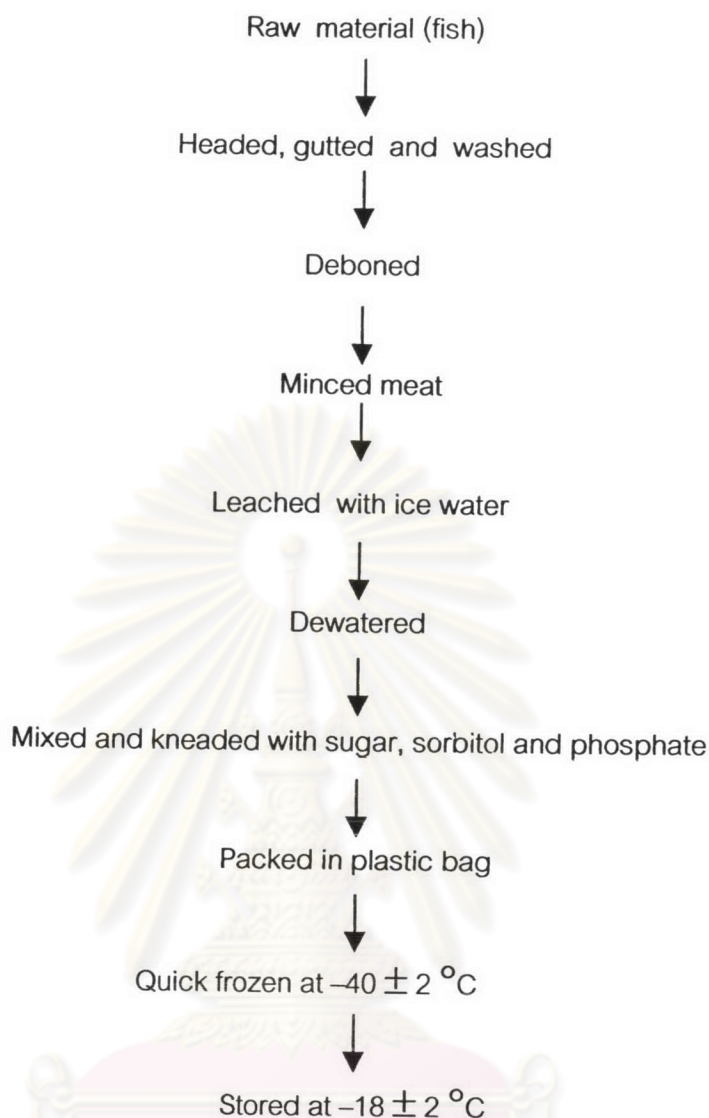 Raw material (fish)
Headed, gutted and washed
Deboned
Minced meat
Leached with ice water
Dewatered
Mixed and kneaded with sugar, sorbitol and phosphate
Packed in plastic bag
Quick frozen at –40 ± 2 °C
Stored at –18 ± 2 °C